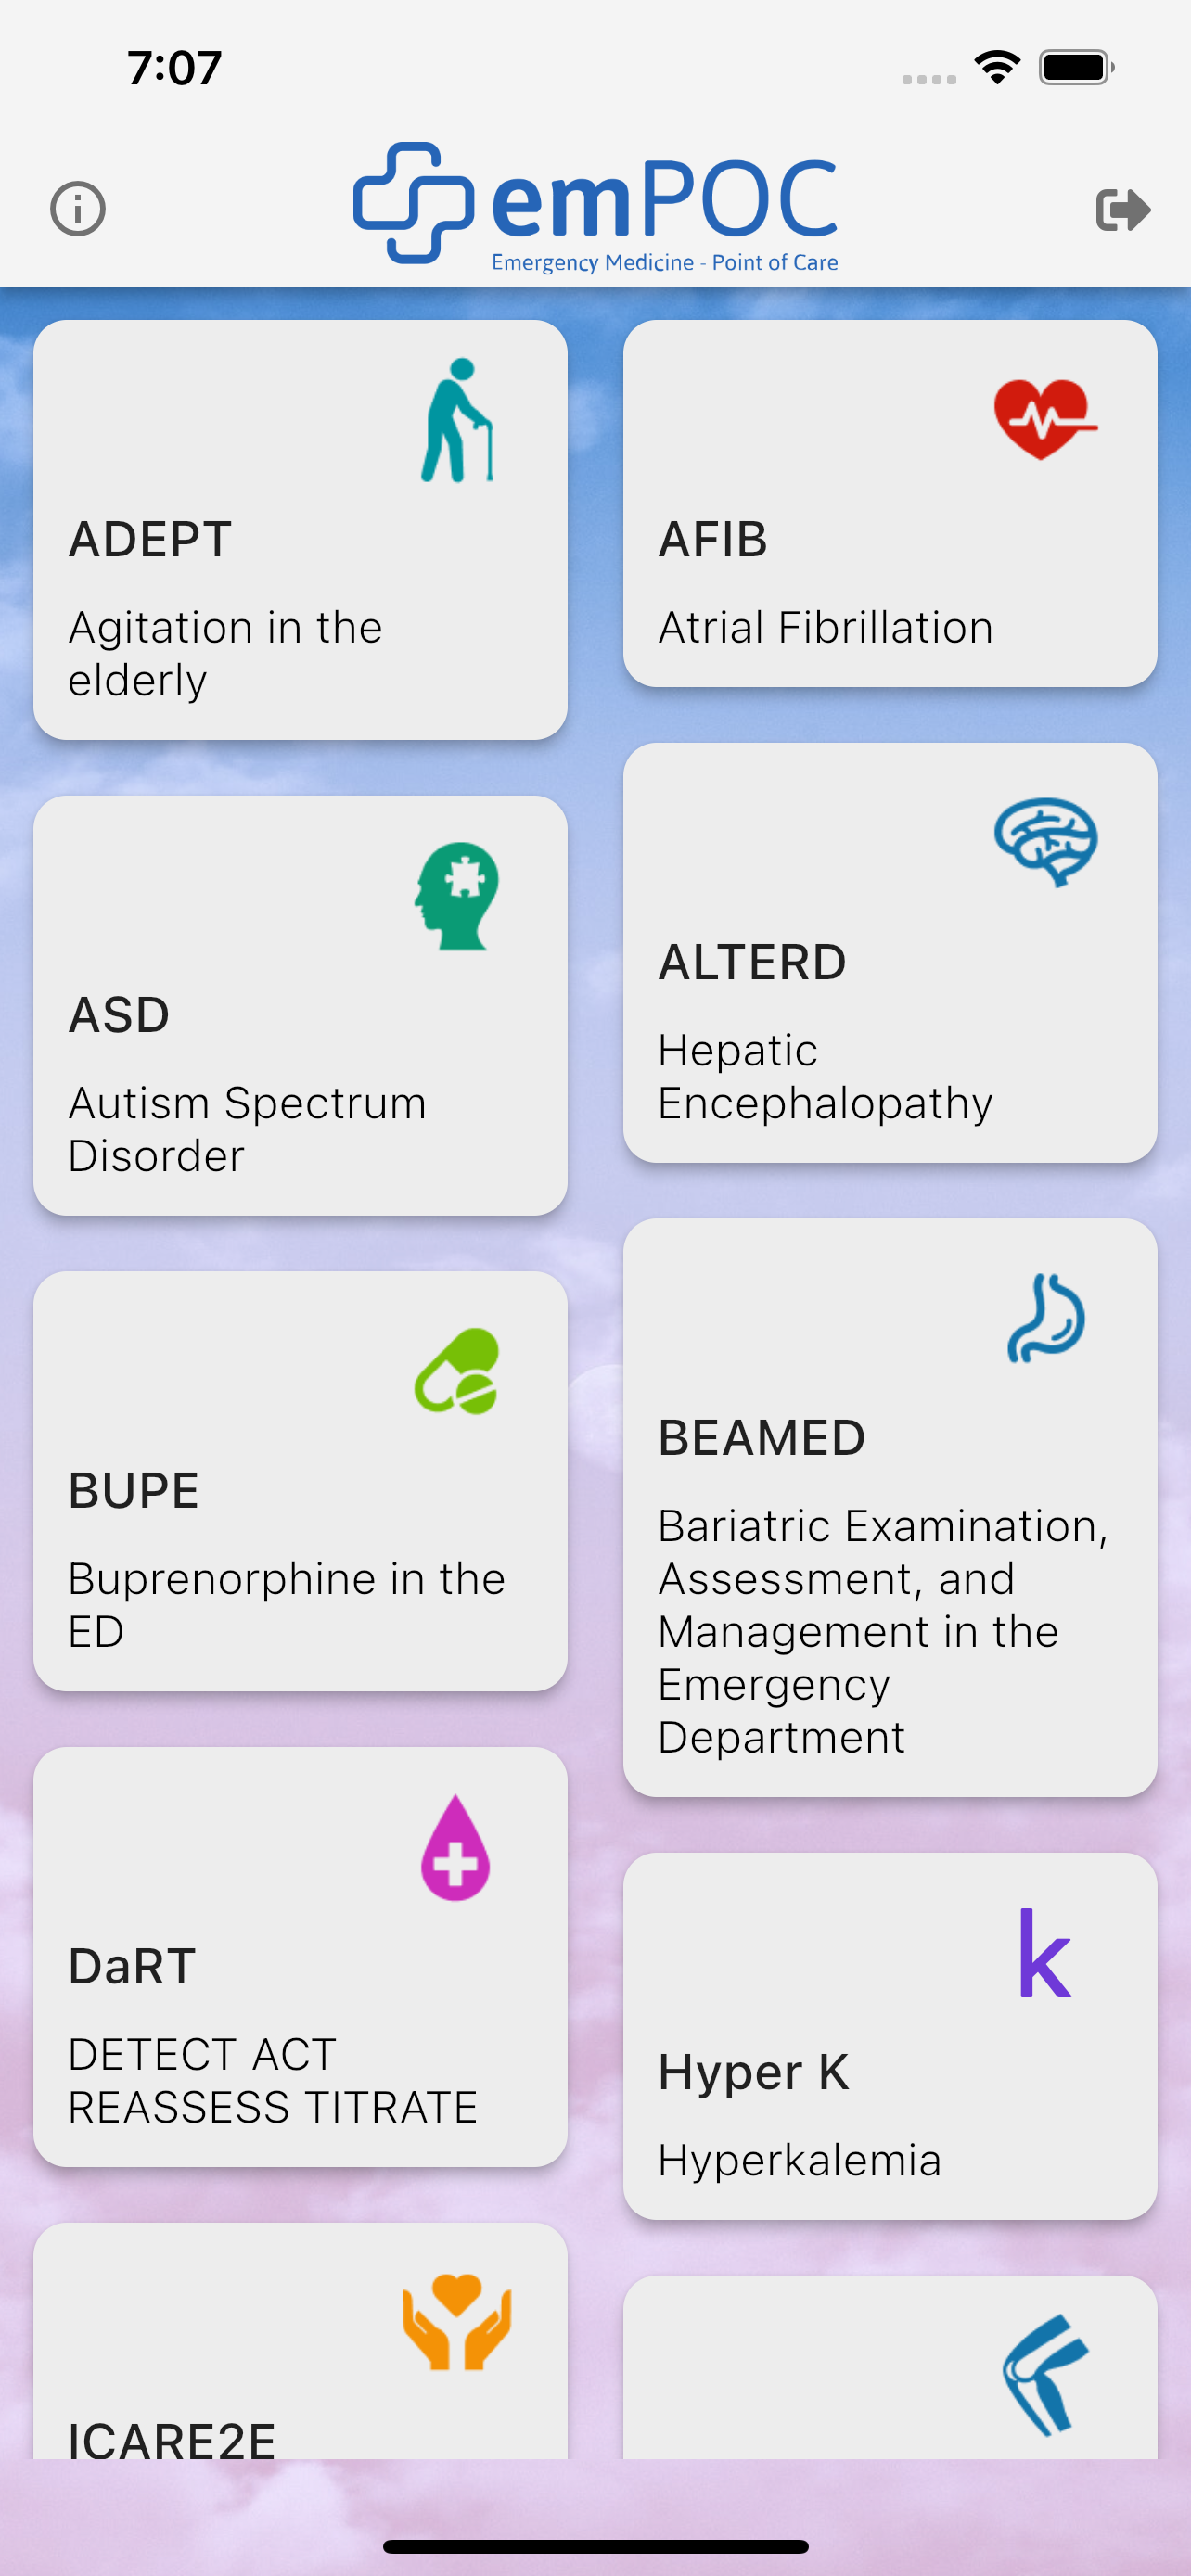 7:07
emPOC
Emergency Medicine - Point of Care
ADEPT
Agitation in the
elderly
AFIB
Atrial Fibrillation
ASD
Autism Spectrum
Disorder
ALTERD
Hepatic
Encephalopathy
BUPE
Buprenorphine in the
ED
BEAMED
Bariatric Examination,
Assessment, and
Management in the
Emergency
Department
DaRT
DETECT ACT
REASSESS TITRATE
k
Hyper K
Hyperkalemia
ICARE2E